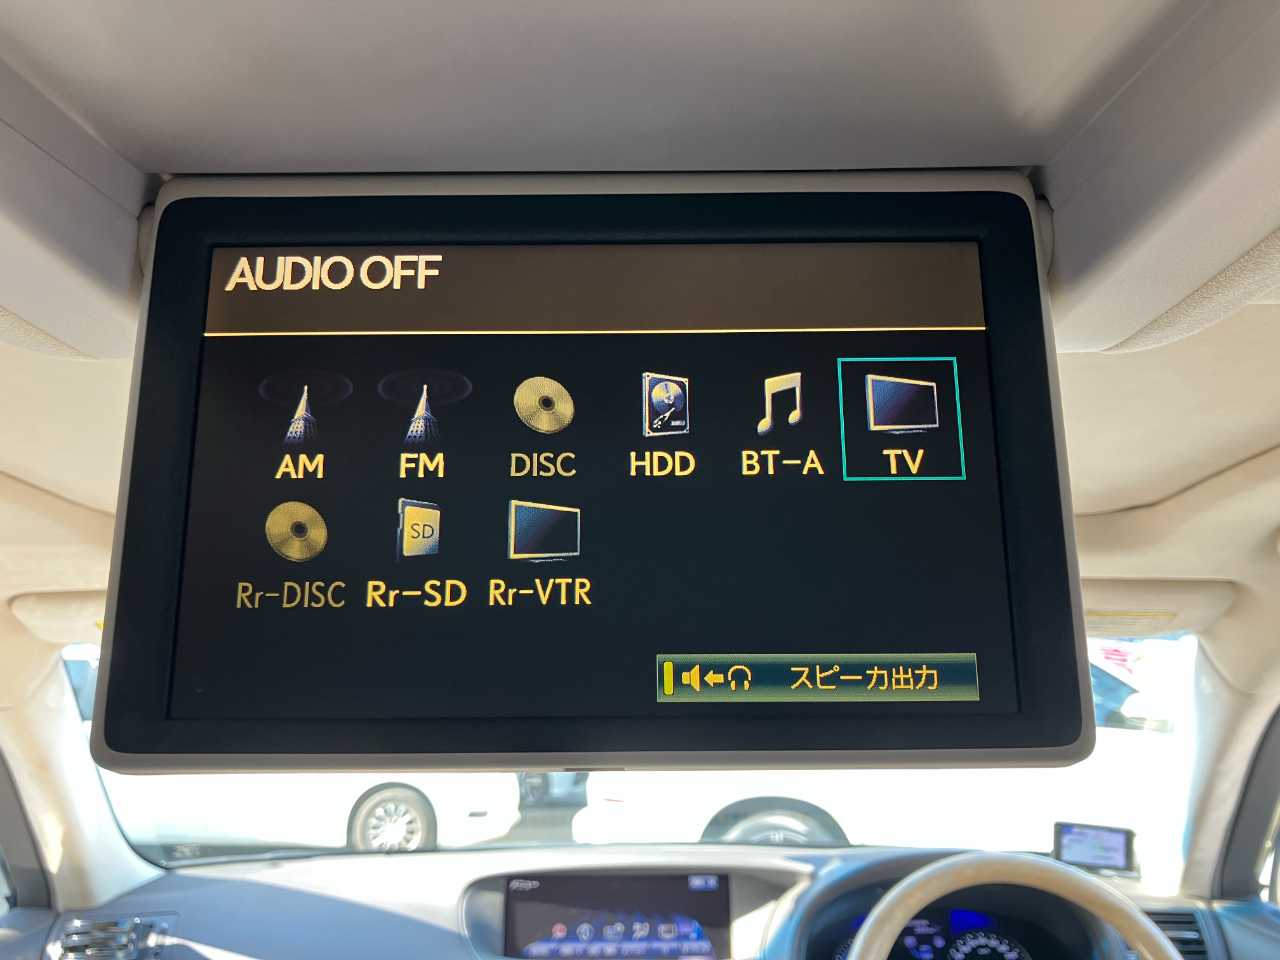 AUDIO OFF
AM FM DISC HDD BT-A TV
SD
Rr-DISC Rr-SD Rr-VTR
スピーカ出力